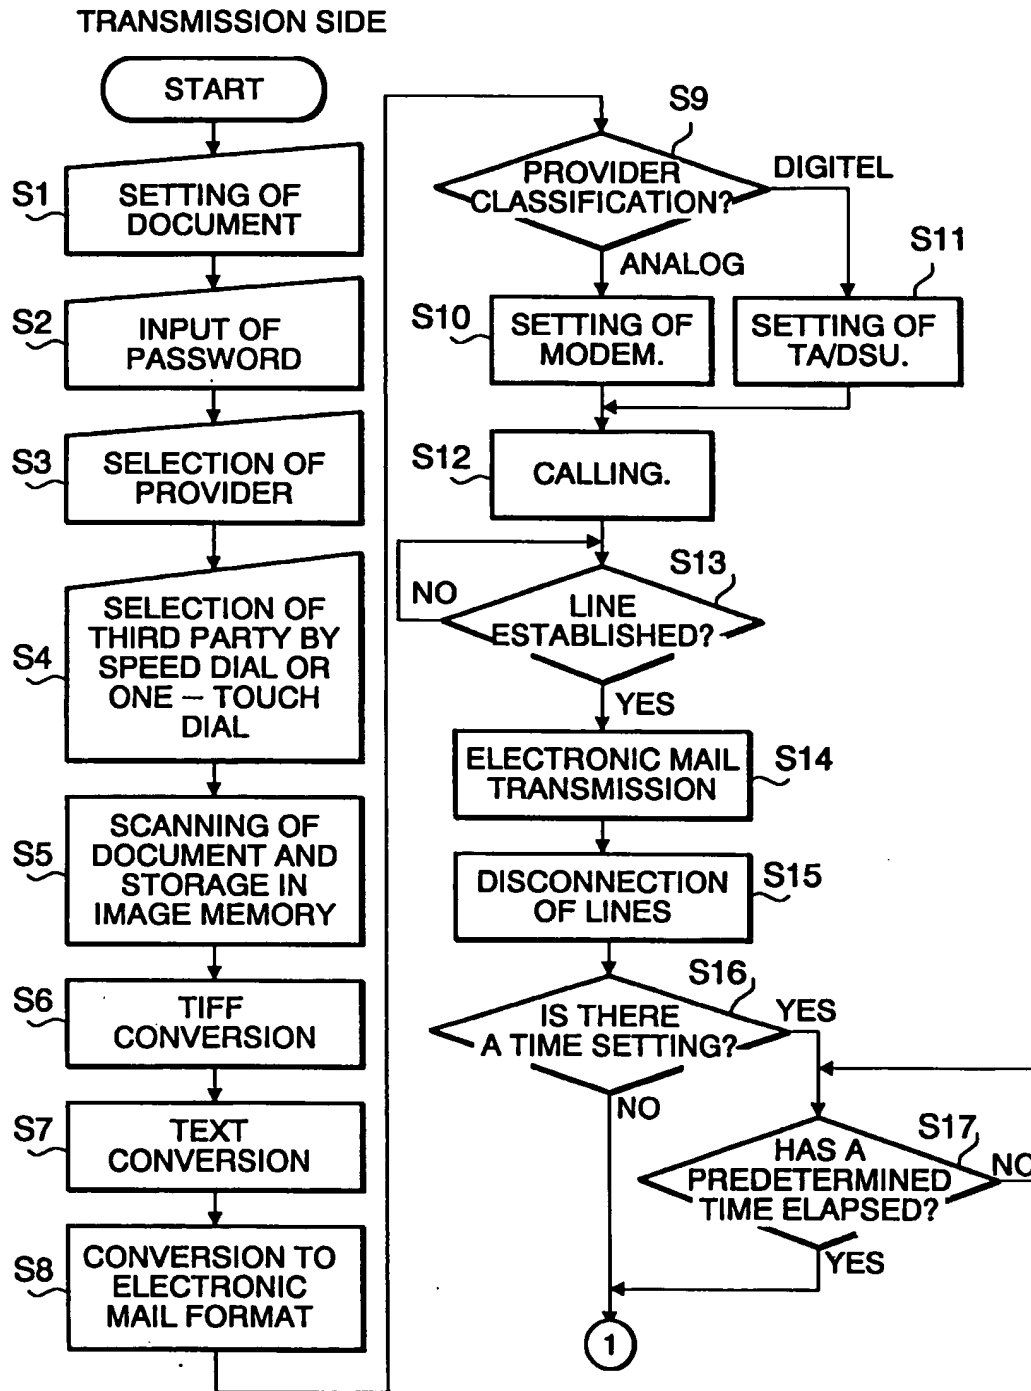 TRANSMISSION SIDE
START
S1
SETTING OF
DOCUMENT
S2
INPUT OF
PASSWORD
S3
SELECTION OF
PROVIDER
S4
SELECTION OF
THIRD PARTY BY
SPEED DIAL OR
ONE – TOUCH
DIAL
S5
SCANNING OF
DOCUMENT AND
STORAGE IN
IMAGE MEMORY
S6
TIFF
CONVERSION
S7
TEXT
CONVERSION
S8
CONVERSION TO
ELECTRONIC
MAIL FORMAT
S9
PROVIDER
CLASSIFICATION?
DIGITEL
ANALOG
S10
SETTING OF
MODEM.
S11
SETTING OF
TA/DSU.
S12
CALLING.
S13
NO
LINE
ESTABLISHED?
YES
ELECTRONIC MAIL
TRANSMISSION
S14
DISCONNECTION
OF LINES
S15
S16
IS THERE
A TIME SETTING?
YES
NO
S17
HAS A
PREDETERMINED
TIME ELAPSED?
NO
YES
1